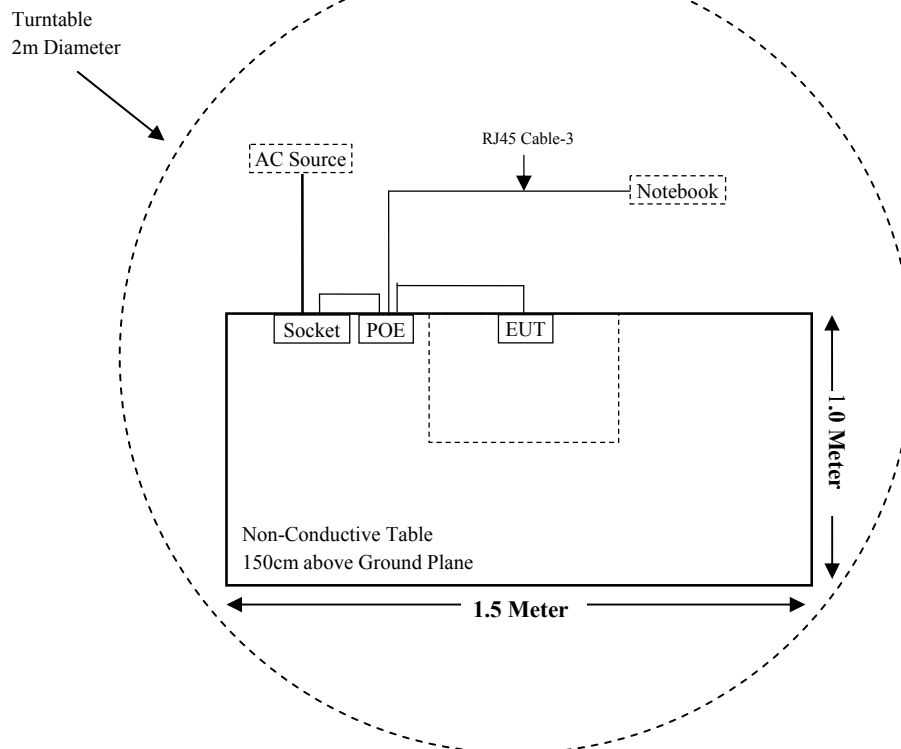 Turntable
2m Diameter
RJ45 Cable-3
AC Source
Notebook
Socket
POE
EUT
1.0 Meter
Non-Conductive Table
150cm above Ground Plane
1.5 Meter